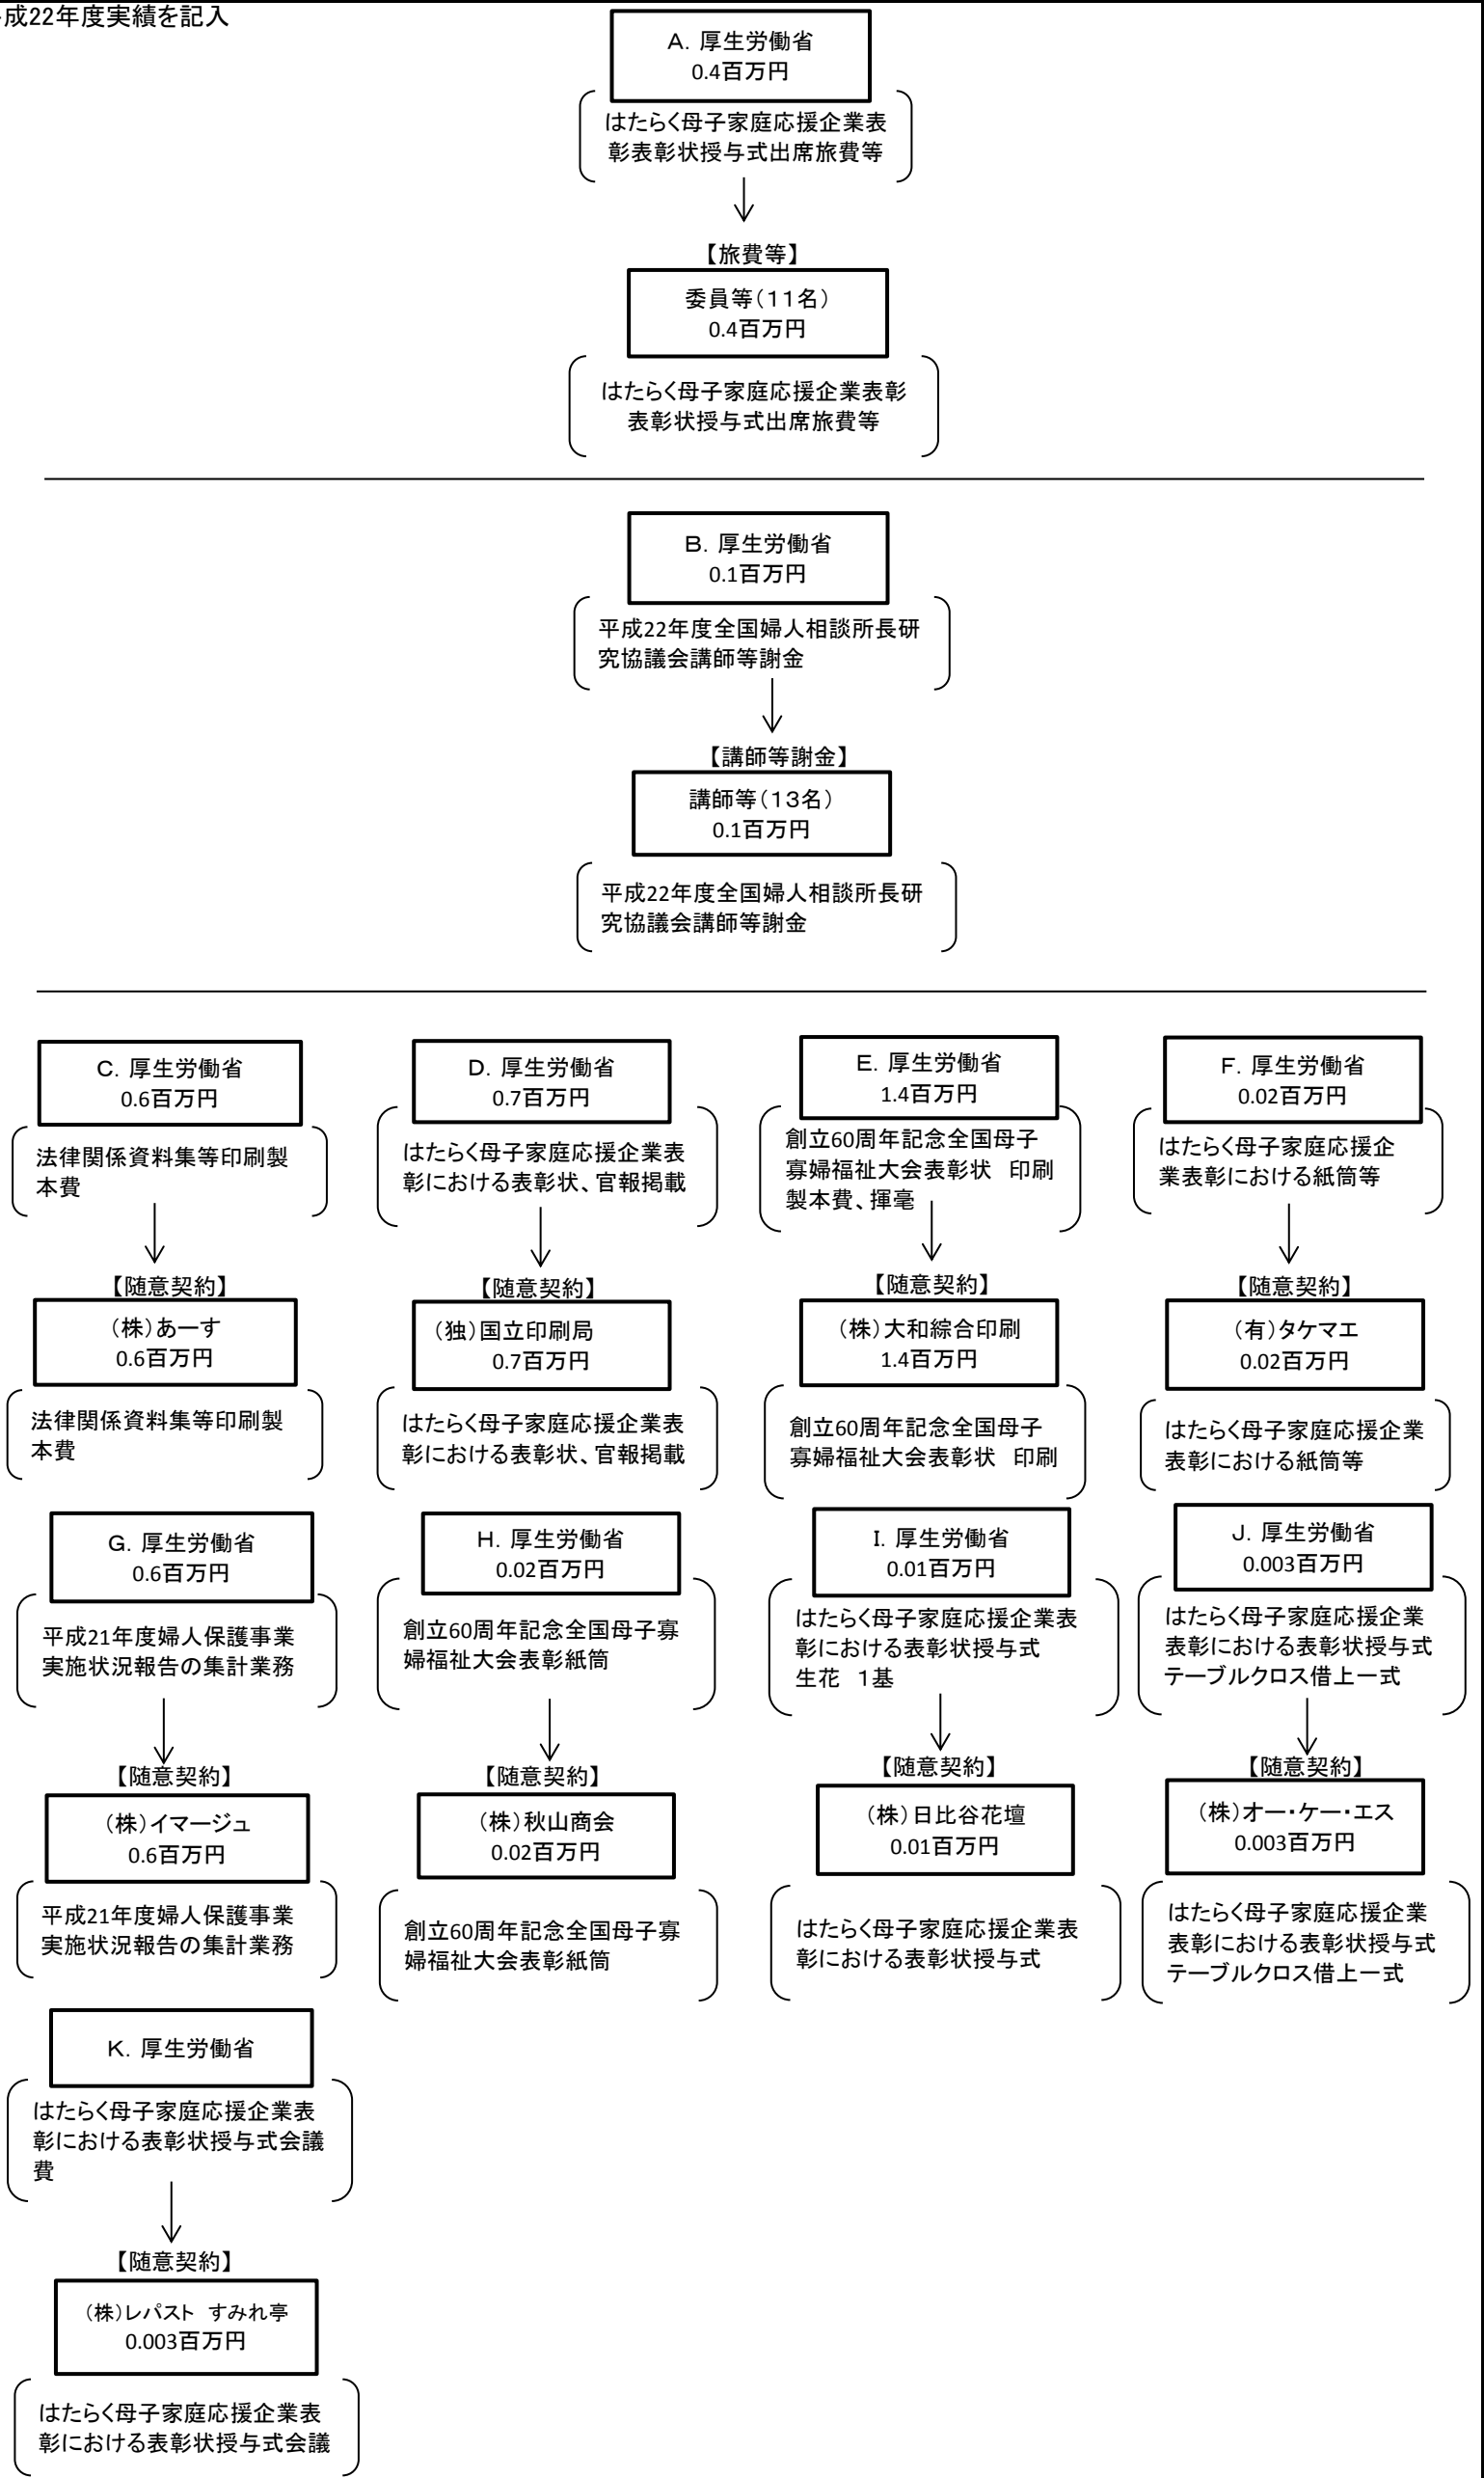 成22年度実績を記入
A. 厚生労働省
0.4百万円
はたらく母子家庭応援企業表
彰表彰状授与式出席旅費等
【旅費等】
委員等（11名）
0.4百万円
はたらく母子家庭応援企業表彰
表彰状授与式出席旅費等
B. 厚生労働省
0.1百万円
平成22年度全国婦人相談所長研
究協議会講師等謝金
【講師等謝金】
講師等（13名）
0.1百万円
平成22年度全国婦人相談所長研
究協議会講師等謝金
C. 厚生労働省
0.6百万円
法律関係資料集等印刷製
本費
【随意契約】
（株）あーす
0.6百万円
法律関係資料集等印刷製
本費
D. 厚生労働省
0.7百万円
はたらく母子家庭応援企業表
彰における表彰状、官報掲載
【随意契約】
（独）国立印刷局
0.7百万円
はたらく母子家庭応援企業表
彰における表彰状、官報掲載
E. 厚生労働省
1.4百万円
創立60周年記念全国母子
寡婦福祉大会表彰状　印刷
製本費、揮毫
【随意契約】
（株）大和綜合印刷
1.4百万円
創立60周年記念全国母子
寡婦福祉大会表彰状　印刷
F. 厚生労働省
0.02百万円
はたらく母子家庭応援企
業表彰における紙筒等
【随意契約】
（有）タケマエ
0.02百万円
はたらく母子家庭応援企業
表彰における紙筒等
G. 厚生労働省
0.6百万円
平成21年度婦人保護事業
実施状況報告の集計業務
【随意契約】
（株）イマージュ
0.6百万円
平成21年度婦人保護事業
実施状況報告の集計業務
H. 厚生労働省
0.02百万円
創立60周年記念全国母子寡
婦福祉大会表彰紙筒
【随意契約】
（株）秋山商会
0.02百万円
創立60周年記念全国母子寡
婦福祉大会表彰紙筒
I. 厚生労働省
0.01百万円
はたらく母子家庭応援企業表
彰における表彰状授与式
生花　1基
【随意契約】
（株）日比谷花壇
0.01百万円
はたらく母子家庭応援企業表
彰における表彰状授与式
J. 厚生労働省
0.003百万円
はたらく母子家庭応援企業
表彰における表彰状授与式
テーブルクロス借上一式
【随意契約】
（株）オー・ケー・エス
0.003百万円
はたらく母子家庭応援企業
表彰における表彰状授与式
テーブルクロス借上一式
K. 厚生労働省
はたらく母子家庭応援企業表
彰における表彰状授与式会議
費
【随意契約】
（株）レパスト　すみれ亭
0.003百万円
はたらく母子家庭応援企業表
彰における表彰状授与式会議